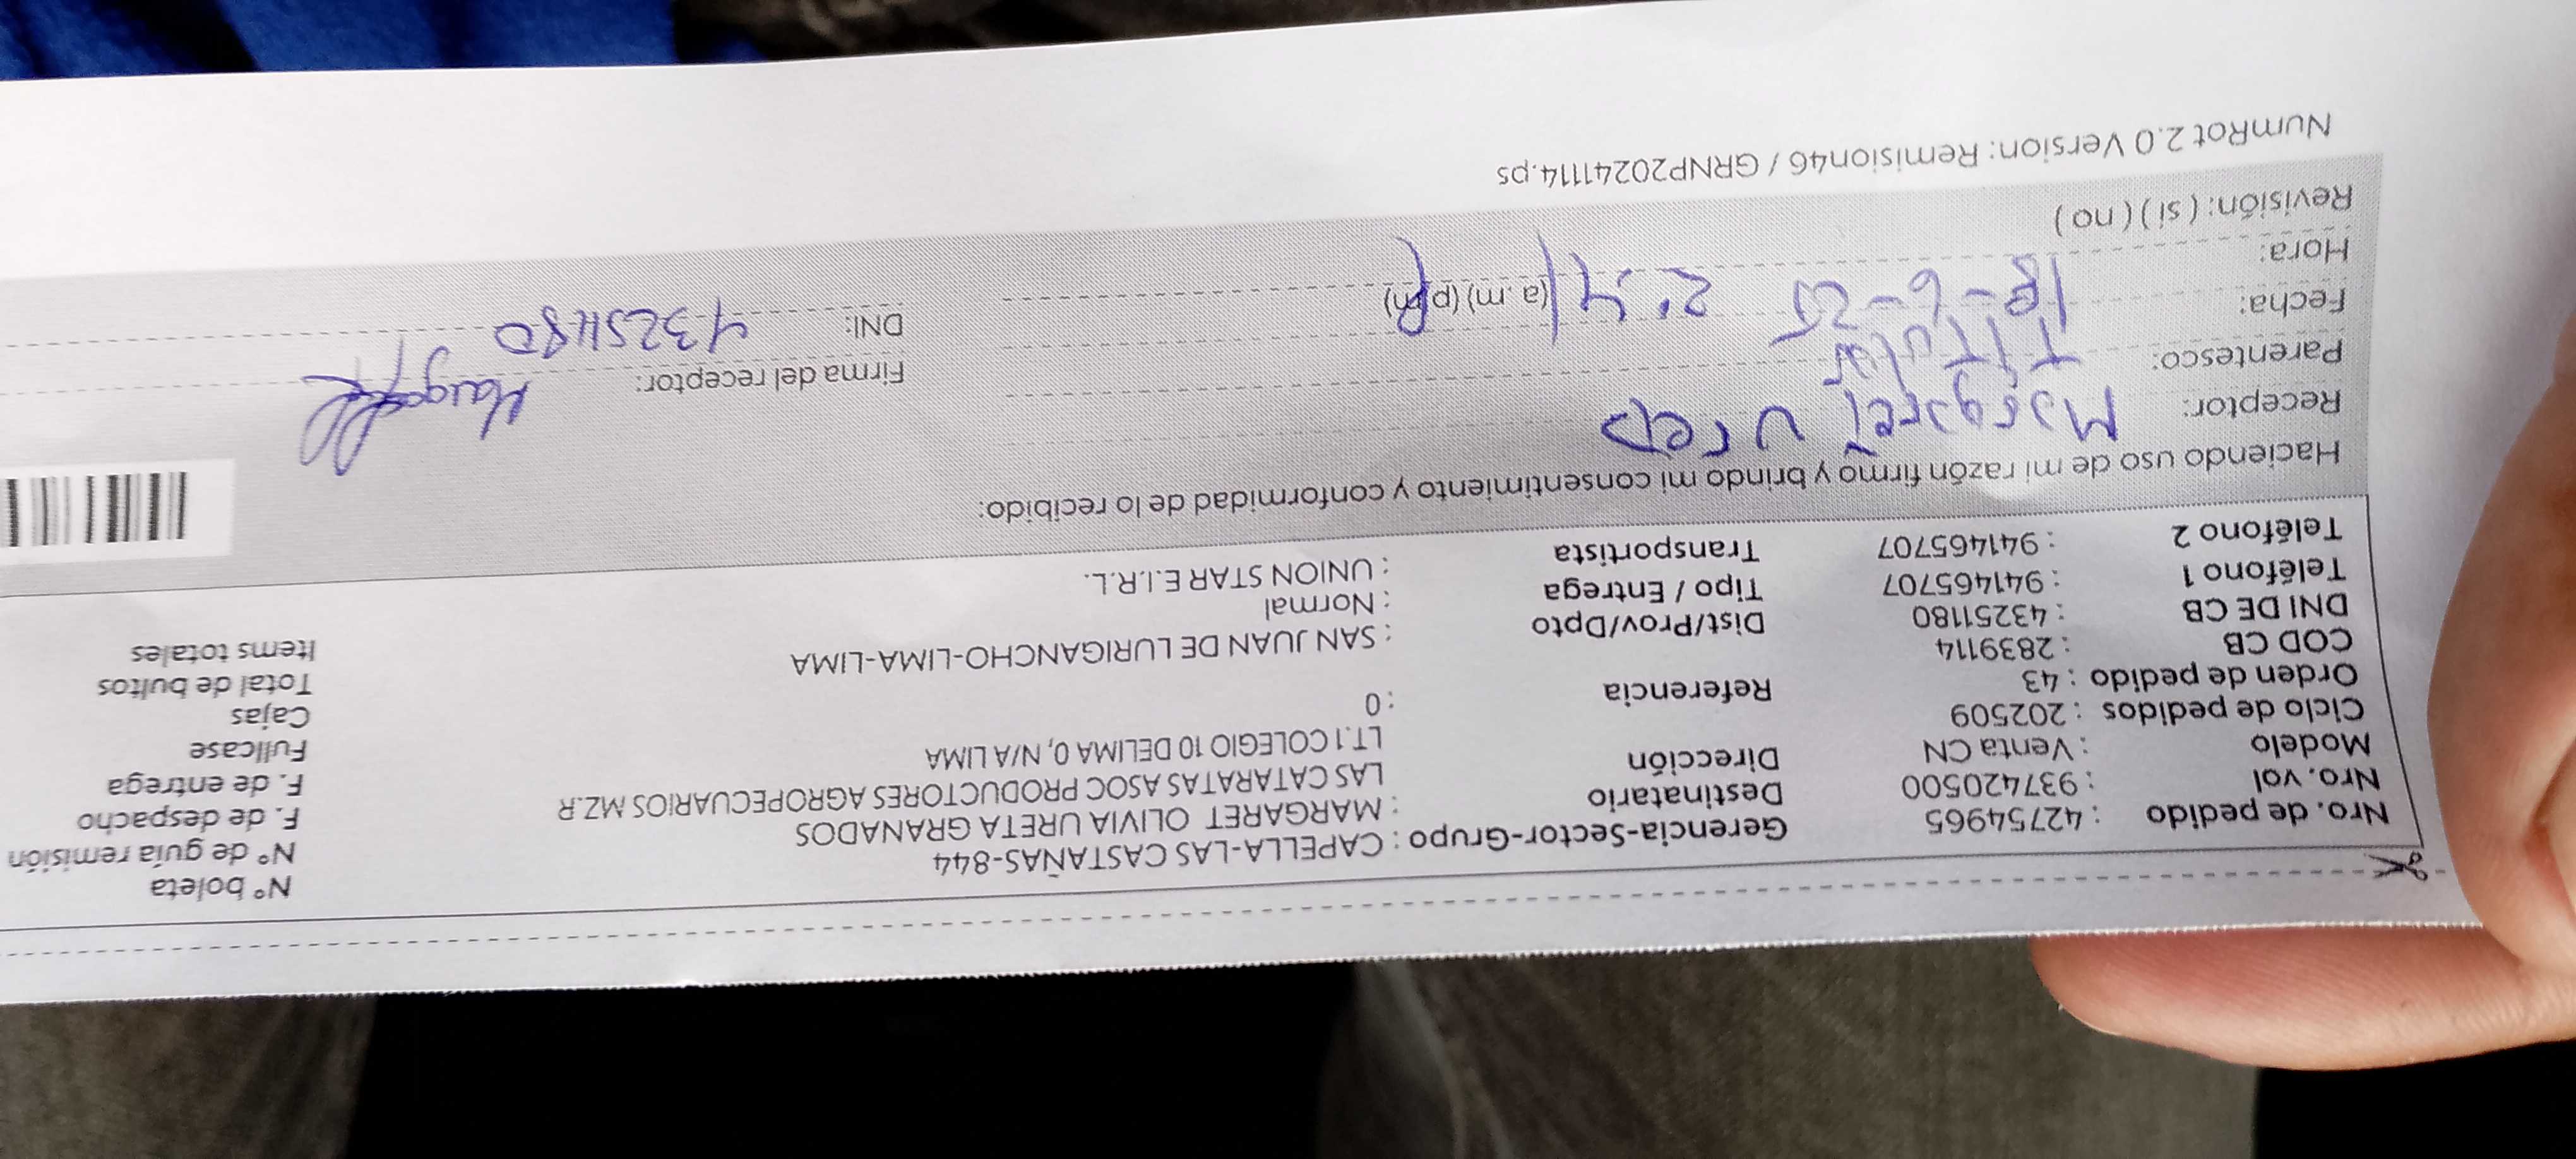 Nro. de pedido : 42754965
Nro. vol : 937420500
Modelo : Venta CN
Ciclo de pedidos : 202509
Orden de pedido : 43
COD CB : 2839114
DNI DE CB : 43251180
Teléfono 1 : 941465707
Teléfono 2 : 941465707
Gerencia-Sector-Grupo : CAPELLA-LAS CASTAÑAS-844
Destinatario : MARGARET OLIVIA URETA GRANADOS
Dirección LAS CATARATAS ASOC PRODUCTORES AGROPECUARIOS MZ.R
LT.1 COLEGIO 10 DELIMA 0, N/A LIMA
Referencia : 0
Dist/Prov/Dpto : SAN JUAN DE LURIGANCHO-LIMA-LIMA
Tipo / Entrega : Normal
Transportista : UNION STAR E.I.R.L.
N° boleta
N° de guía remisión
F. de despacho
F. de entrega
Fullcase
Cajas
Total de bultos
Items totales
Haciendo uso de mi razón firmo y brindo mi consentimiento y conformidad de lo recibido:
Receptor: Margaret
Parentesco: Titular
Fecha: 18-6-25
Hora: 2:41 (a.m) (p.m)
Revisión: ( sí ) ( no )
Firma del receptor:
DNI: 43251180
NumRot 2.0 Version: Remision46 / GRNP20241114.ps